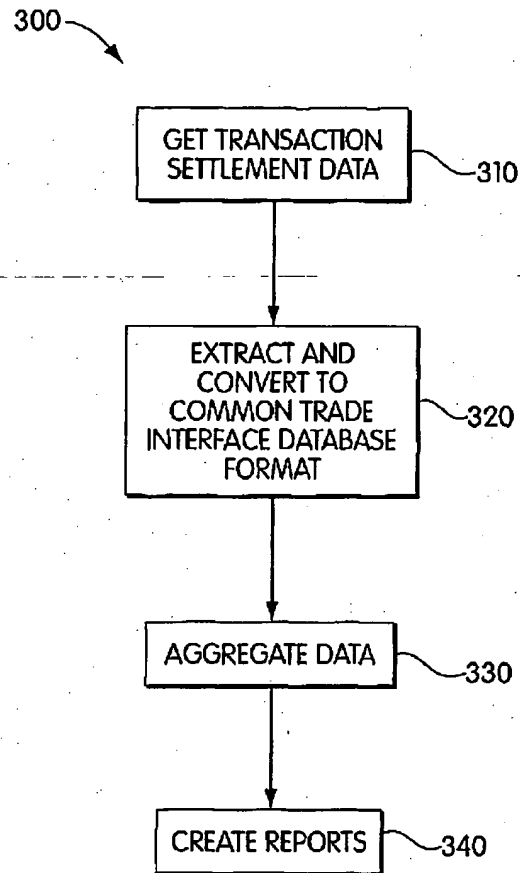 300
GET TRANSACTION
SETTLEMENT DATA
310
EXTRACT AND
CONVERT TO
COMMON TRADE
INTERFACE DATABASE
FORMAT
320
AGGREGATE DATA
330
CREATE REPORTS
340